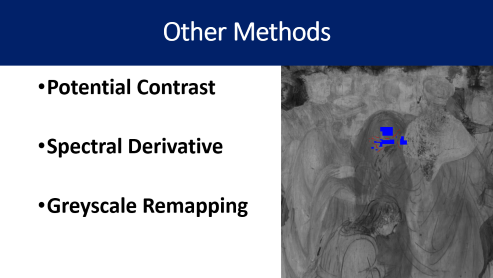 Other Methods
•Potential Contrast
•Spectral Derivative
•Greyscale Remapping